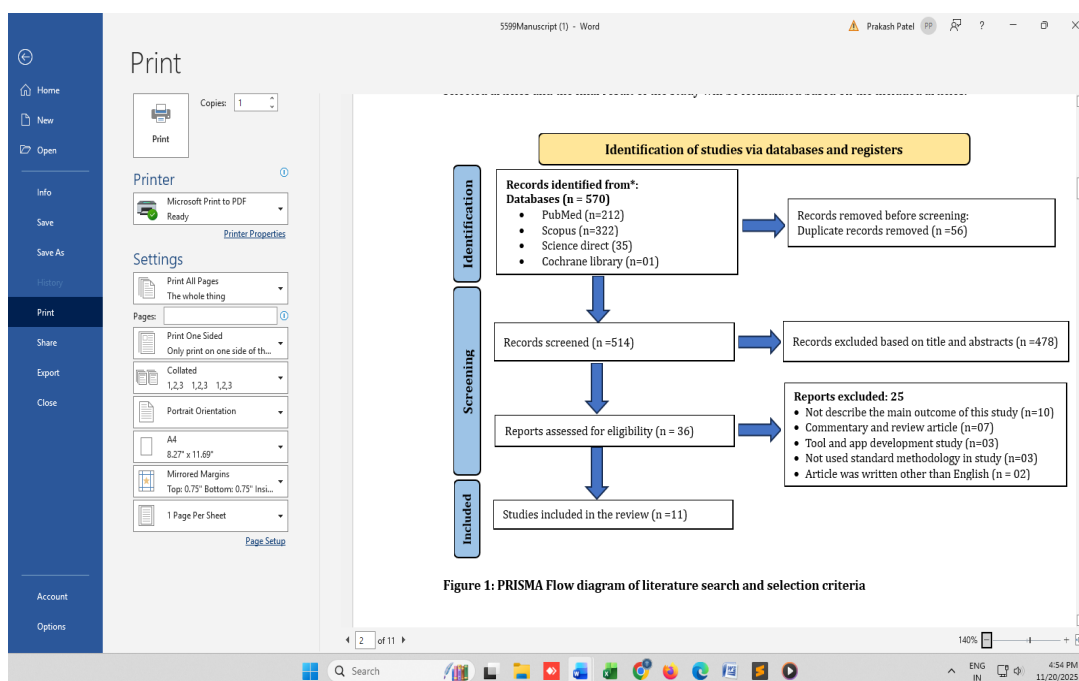 5599Manuscript (1) - Word
Prakash Patel
PP
?
Home
New
Open
Info
Save
Save As
History
Print
Share
Export
Close
Account
Options
Print
Print
Copies: 1
Printer
Microsoft Print to PDF
Ready
Printer Properties
Settings
Print All Pages
The whole thing
Pages:
Print One Sided
Only print on one side of th...
Collated
1,2,3 1,2,3 1,2,3
Portrait Orientation
A4
8.27" x 11.69"
Mirrored Margins
Top: 0.75" Bottom: 0.75" Insi...
1 Page Per Sheet
Page Setup
Identification of studies via databases and registers
Identification
Records identified from*:
Databases (n = 570)
• PubMed (n=212)
• Scopus (n=322)
• Science direct (35)
• Cochrane library (n=01)
Records removed before screening:
Duplicate records removed (n =56)
Screening
Records screened (n =514)
Records excluded based on title and abstracts (n =478)
Reports assessed for eligibility (n = 36)
Reports excluded: 25
• Not describe the main outcome of this study (n=10)
• Commentary and review article (n=07)
• Tool and app development study (n=03)
• Not used standard methodology in study (n=03)
• Article was written other than English (n = 02)
Included
Studies included in the review (n =11)
Figure 1: PRISMA Flow diagram of literature search and selection criteria
2 of 11
140%
Search
ENG
IN
4:54 PM
11/20/2025